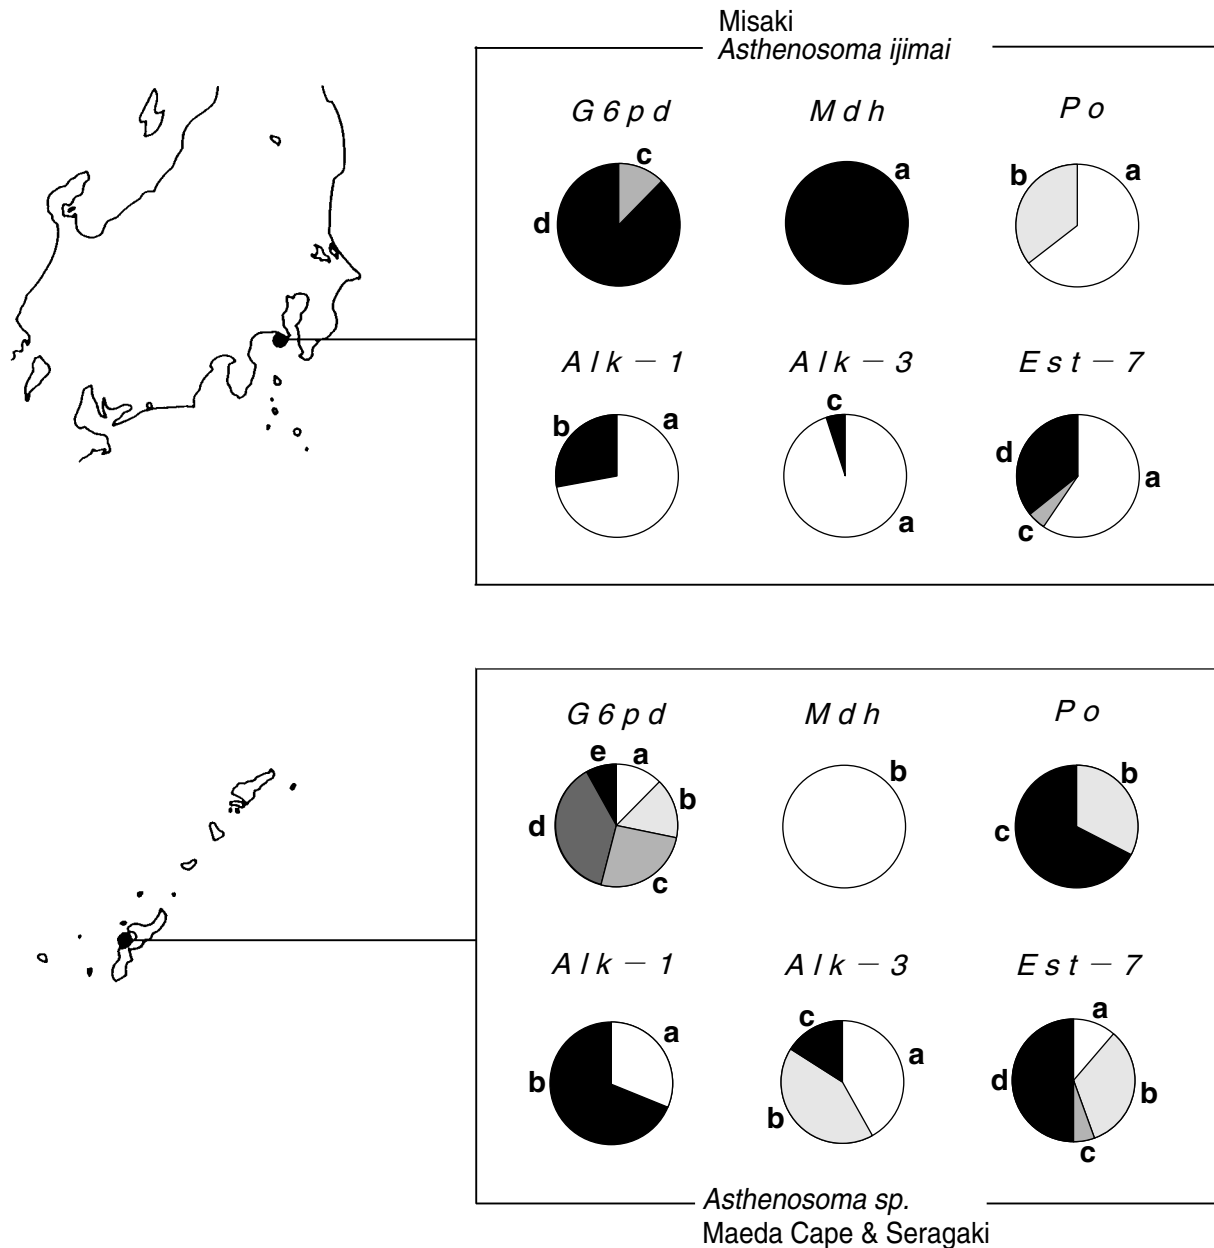 Misaki
Asthenosoma ijimai
G6pd Mdh Po
c a b a
d
Alk-1 Alk-3 Est-7
b a c d a
a c
G6pd Mdh Po
e a b b
b
d c
c
Alk-1 Alk-3 Est-7
a c a a
b b d b
c
Asthenosoma sp.
Maeda Cape & Seragaki